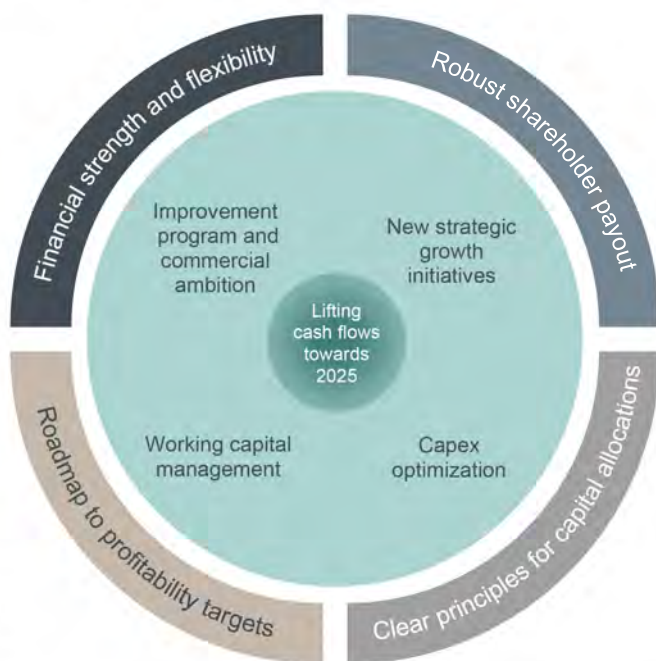 Financial strength and flexibility
Robust shareholder payout
Improvement
program and
commercial
ambition
New strategic
growth
initiatives
Lifting
cash flows
towards
2025
Working capital
management
Capex
optimization
Roadmap to profitability targets
Clear principles for capital allocations